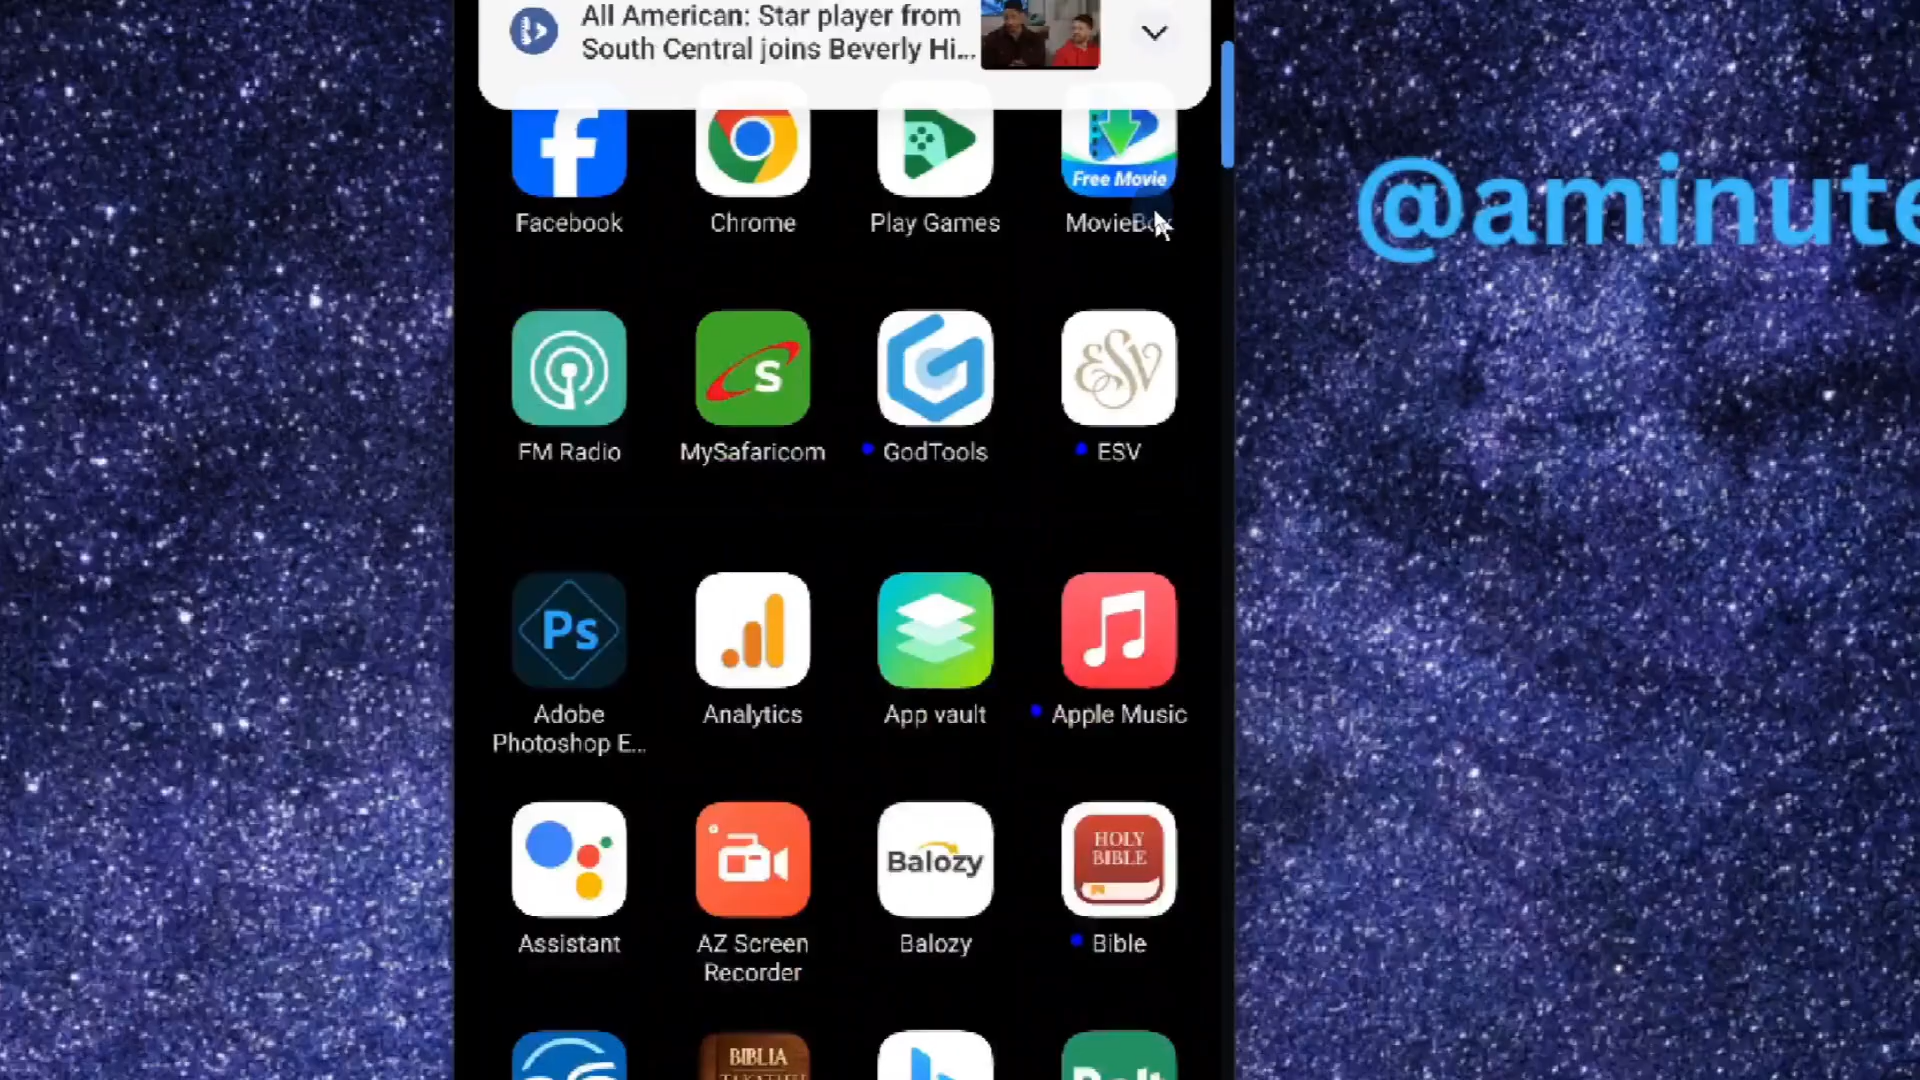 All American: Star player from
South Central joins Beverly Hi...
Free Movie
Facebook
Chrome
Play Games
MovieBox
@aminute
S
G
ESV
FM Radio
MySafaricom
GodTools
ESV
Ps
Adobe
Photoshop E...
Analytics
App vault
Apple Music
Balozy
HOLY
BIBLE
Assistant
AZ Screen
Recorder
Balozy
Bible
BIBLIA